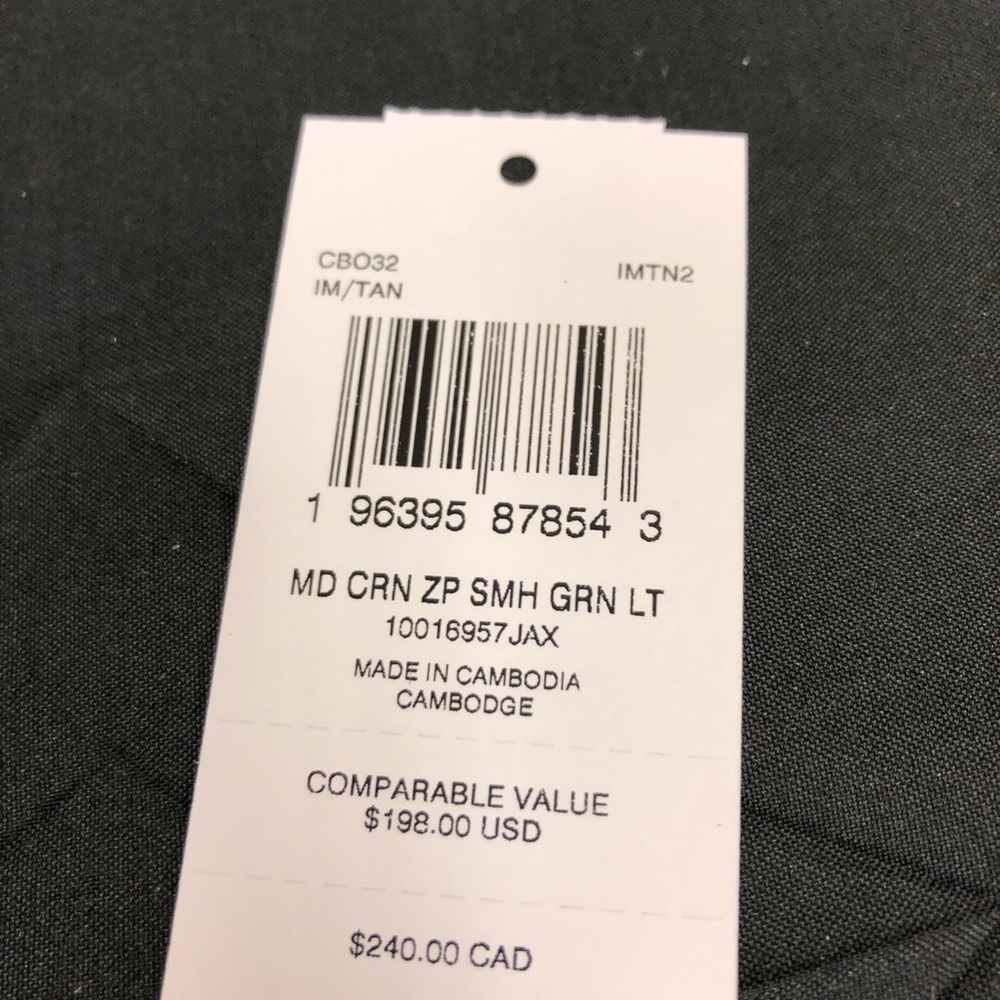 CBO32
IMTN2
IM/TAN
1 96395 87854 3
MD CRN ZP SMH GRN LT
10016957JAX
MADE IN CAMBODIA
CAMBODGE
COMPARABLE VALUE
$198.00 USD
$240.00 CAD